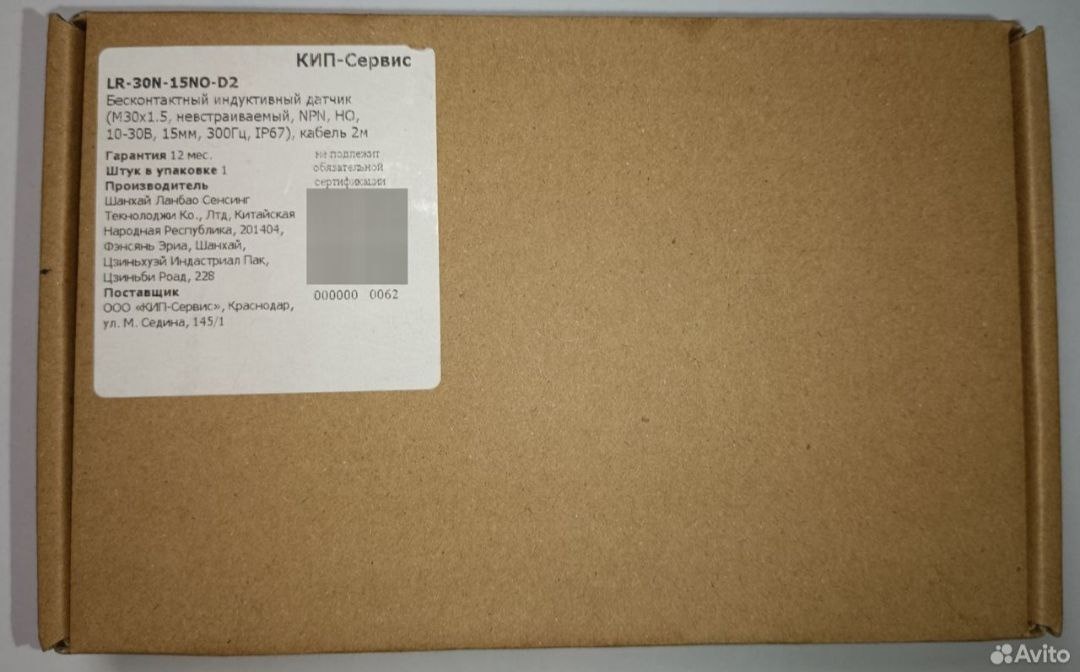 КИП-Сервис
LR-30N-15NO-D2
Бесконтактный индуктивный датчик
(М30х1.5, невстраиваемый, NPN, НО,
10-30В, 15мм, 300Гц, IP67), кабель 2м
Гарантия 12 мес.
Штук в упаковке 1
Производитель
Шанхай Ланбао Сенсинг
Текнолоджи Ко., Лтд, Китайская
Народная Республика, 201404,
Фэнсянь Эриа, Шанхай,
Цзиньхуэй Индастриал Пак,
Цзиньби Роад, 228
Поставщик
ООО «КИП-Сервис», Краснодар,
ул. М. Седина, 145/1
не подлежит
обязательной
сертификации
000000 0062
Avito